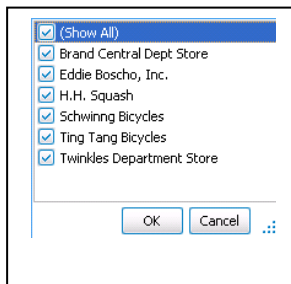 (Show All)
Brand Central Dept Store
Eddie Boscho, Inc.
H.H. Squash
Schwinng Bicycles
Ting Tang Bicycles
Twinkles Department Store
OK Cancel